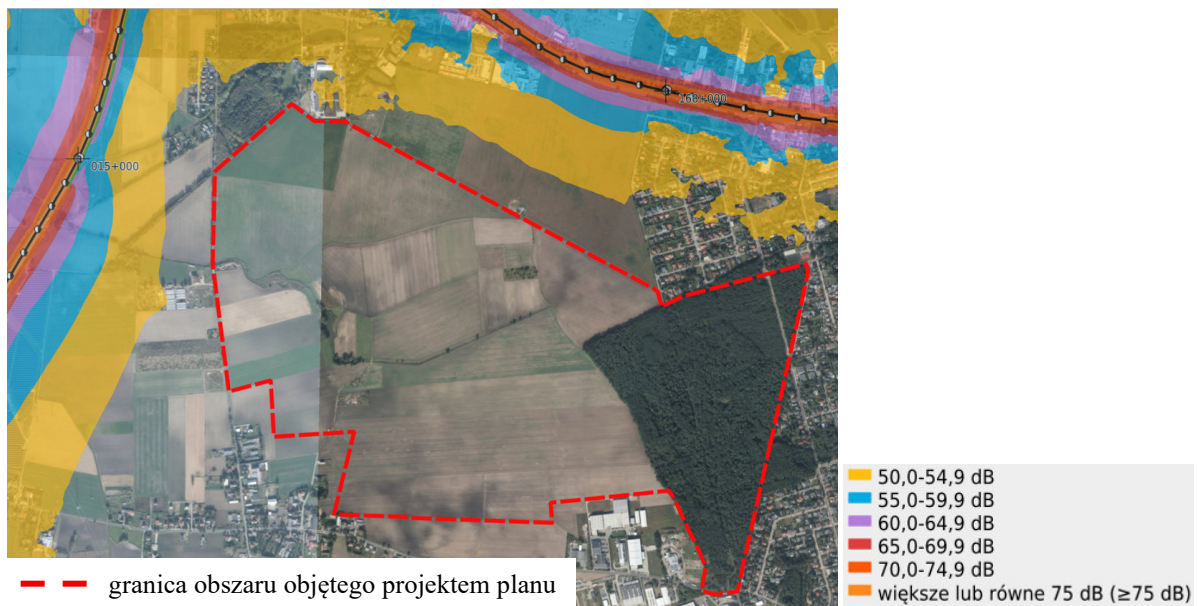 168+000
015+000
50,0-54,9 dB
55,0-59,9 dB
60,0-64,9 dB
65,0-69,9 dB
70,0-74,9 dB
większe lub równe 75 dB (≥75 dB)
granica obszaru objętego projektem planu